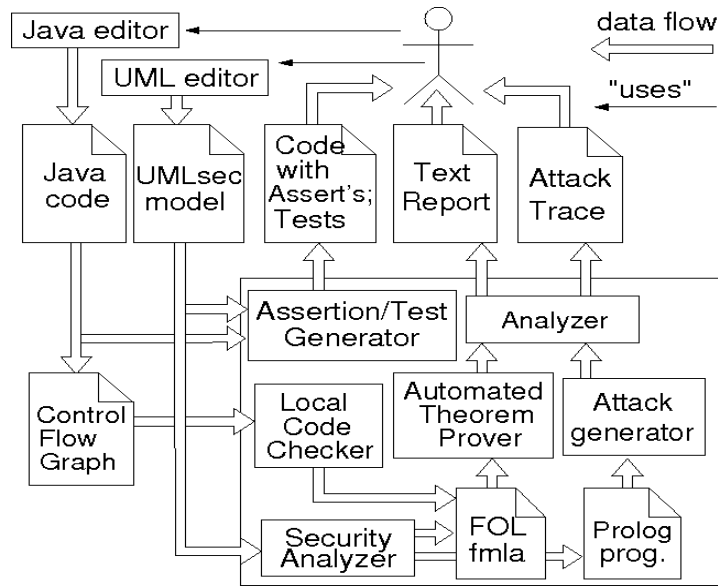 Java editor
data flow
UML editor
"uses"
Java
code
UMLsec
model
Code
with
Assert's;
Tests
Text
Report
Attack
Trace
Assertion/Test
Generator
Analyzer
Control
Flow
Graph
Local
Code
Checker
Automated
Theorem
Prover
Attack
generator
Security
Analyzer
FOL
fmla
Prolog
prog.